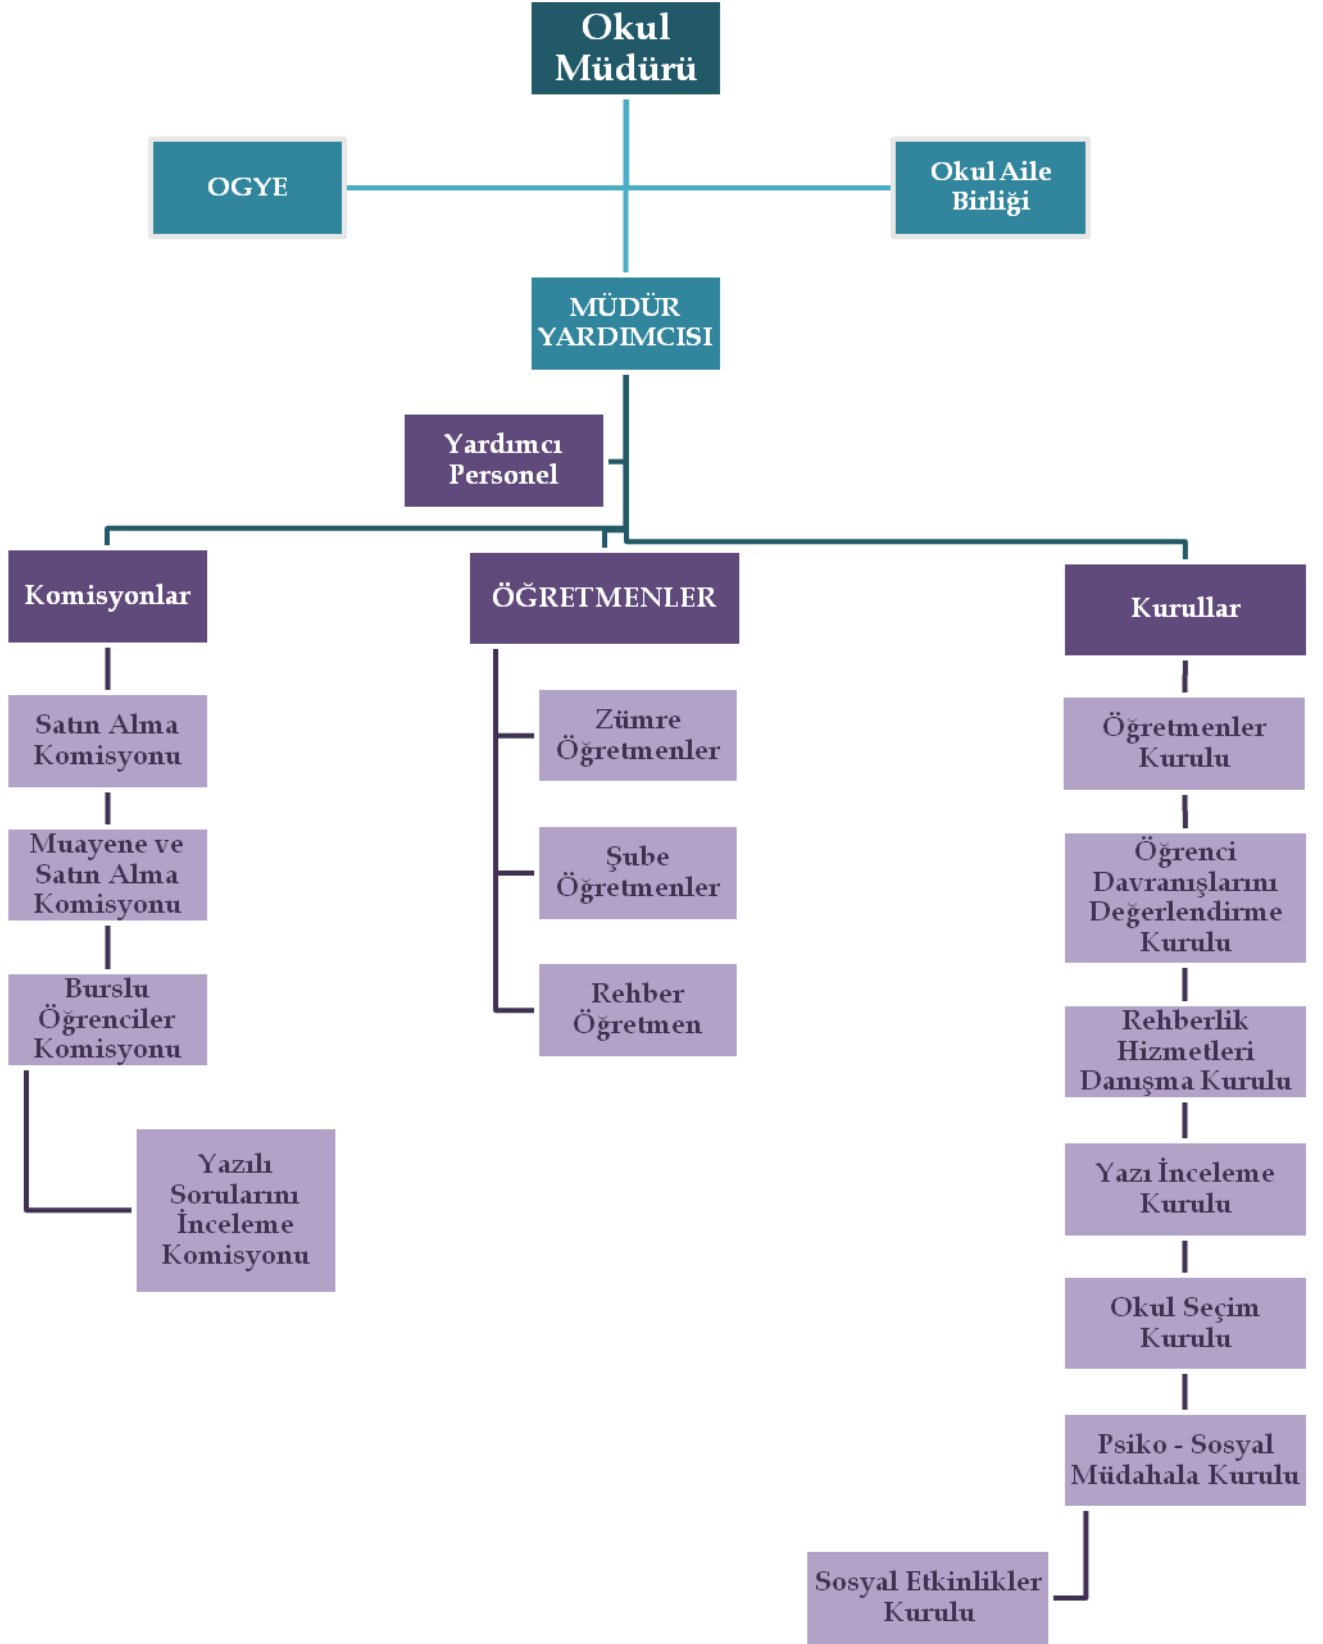 Okul
Müdürü
OGYE
Okul Aile
Birliği
MÜDÜR
YARDIMCISI
Yardımcı
Personel
Komisyonlar
ÖĞRETMENLER
Kurullar
Satın Alma
Komisyonu
Muayene ve
Satın Alma
Komisyonu
Burslu
Öğrenciler
Komisyonu
Yazılı
Sorularını
İnceleme
Komisyonu
Zümre
Öğretmenler
Şube
Öğretmenler
Rehber
Öğretmen
Öğretmenler
Kurulu
Öğrenci
Davranışlarını
Değerlendirme
Kurulu
Rehberlik
Hizmetleri
Danışma Kurulu
Yazı İnceleme
Kurulu
Okul Seçim
Kurulu
Psiko - Sosyal
Müdahala Kurulu
Sosyal Etkinlikler
Kurulu